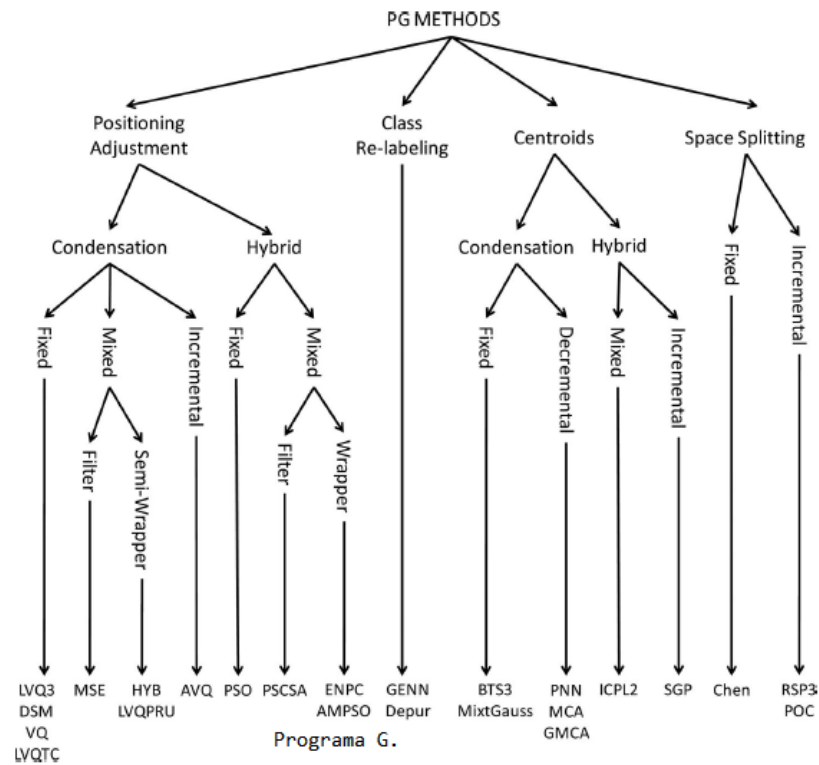 PG METHODS
Positioning
Adjustment
Class
Re-labeling
Centroids
Space Splitting
Condensation
Hybrid
Condensation
Hybrid
Fixed
Incremental
Fixed
Mixed
Incremental
Fixed
Mixed
Fixed
Decremental
Mixed
Incremental
Filter
Semi-Wrapper
Filter
Wrapper
LVQ3
DSM
VQ
LVQTC
MSE
HYB
LVQPRU
AVQ
PSO
PSCSA
ENPC
AMPSO
GENN
Depur
BTS3
MixtGauss
PNN
MCA
GMCA
ICPL2
SGP
Chen
RSP3
POC
Programa G.